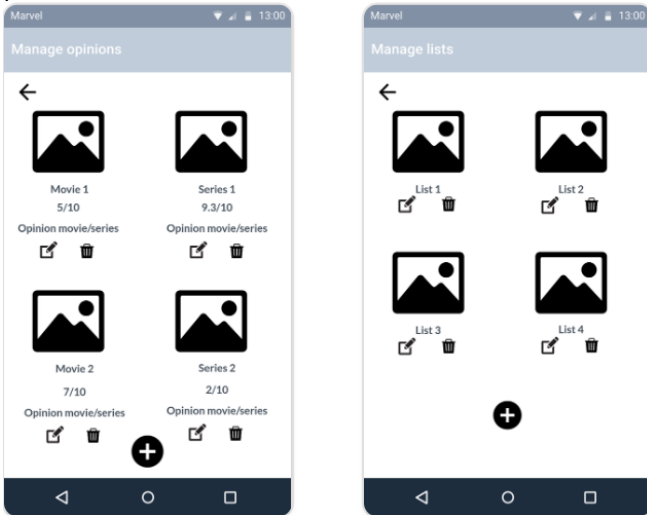 Marvel 13:00
Manage opinions
Movie 1 Series 1
5/10 9.3/10
Opinion movie/series Opinion movie/series
Movie 2 Series 2
7/10 2/10
Opinion movie/series Opinion movie/series
Marvel 13:00
Manage lists
List 1 List 2
List 3 List 4